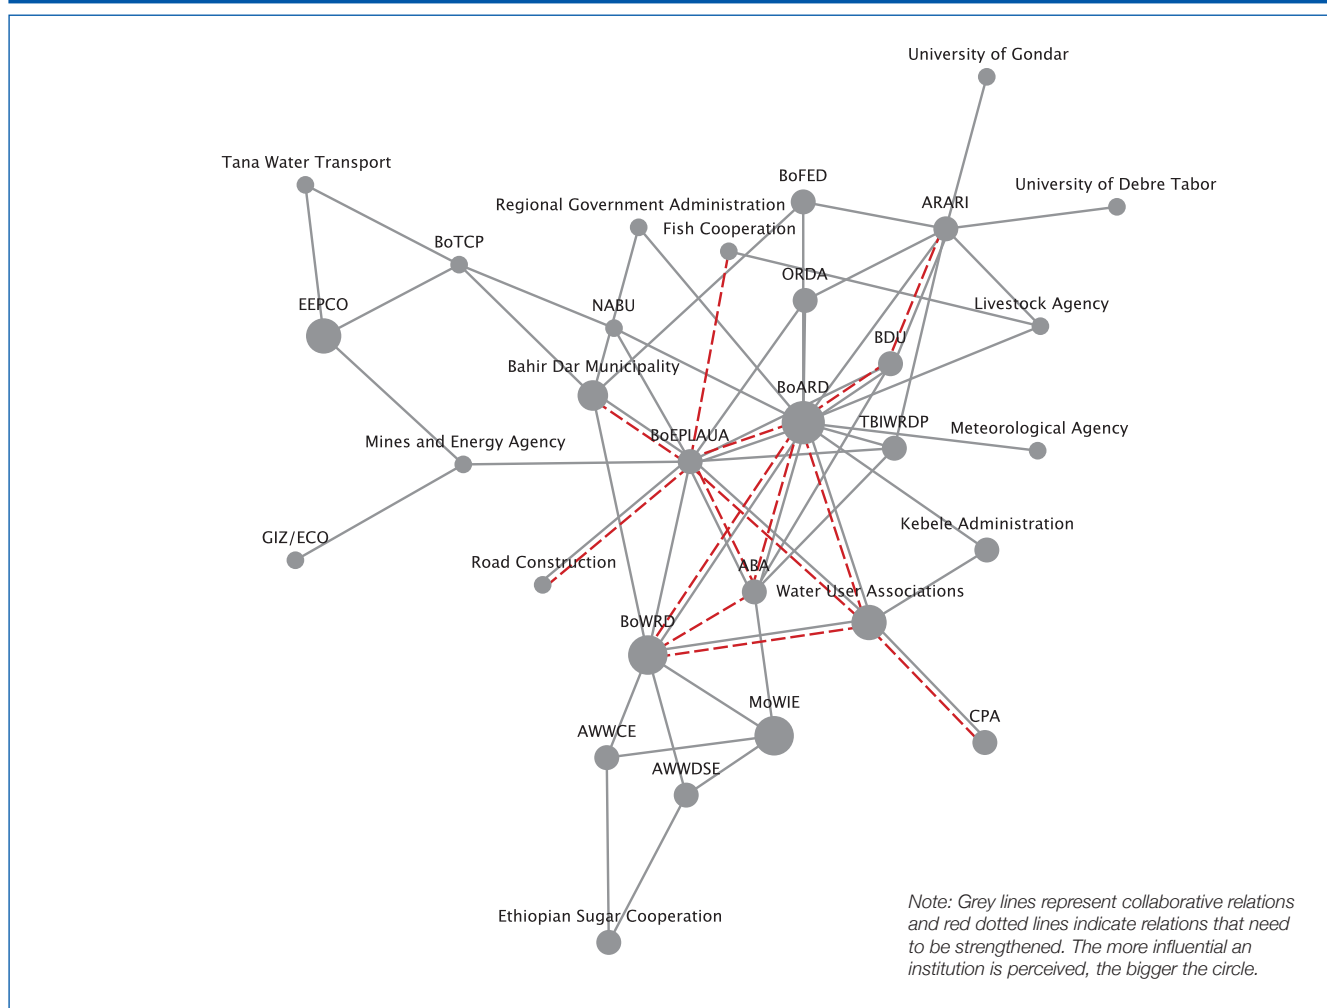 University of Gondar
Tana Water Transport
BoFED
University of Debre Tabor
Regional Government Administration
ARARI
Fish Cooperation
BoTCP
ORDA
EEPCO
NABU
Livestock Agency
BDU
Bahir Dar Municipality
BoARD
TBIWRDP
Meteorological Agency
BoEPLAUA
Mines and Energy Agency
Kebele Administration
GIZ/ECO
Road Construction
ABA
Water User Associations
BoWRD
MoWIE
CPA
AWWCE
AWWDSE
Ethiopian Sugar Cooperation
Note: Grey lines represent collaborative relations
and red dotted lines indicate relations that need
to be strengthened. The more influential an
institution is perceived, the bigger the circle.